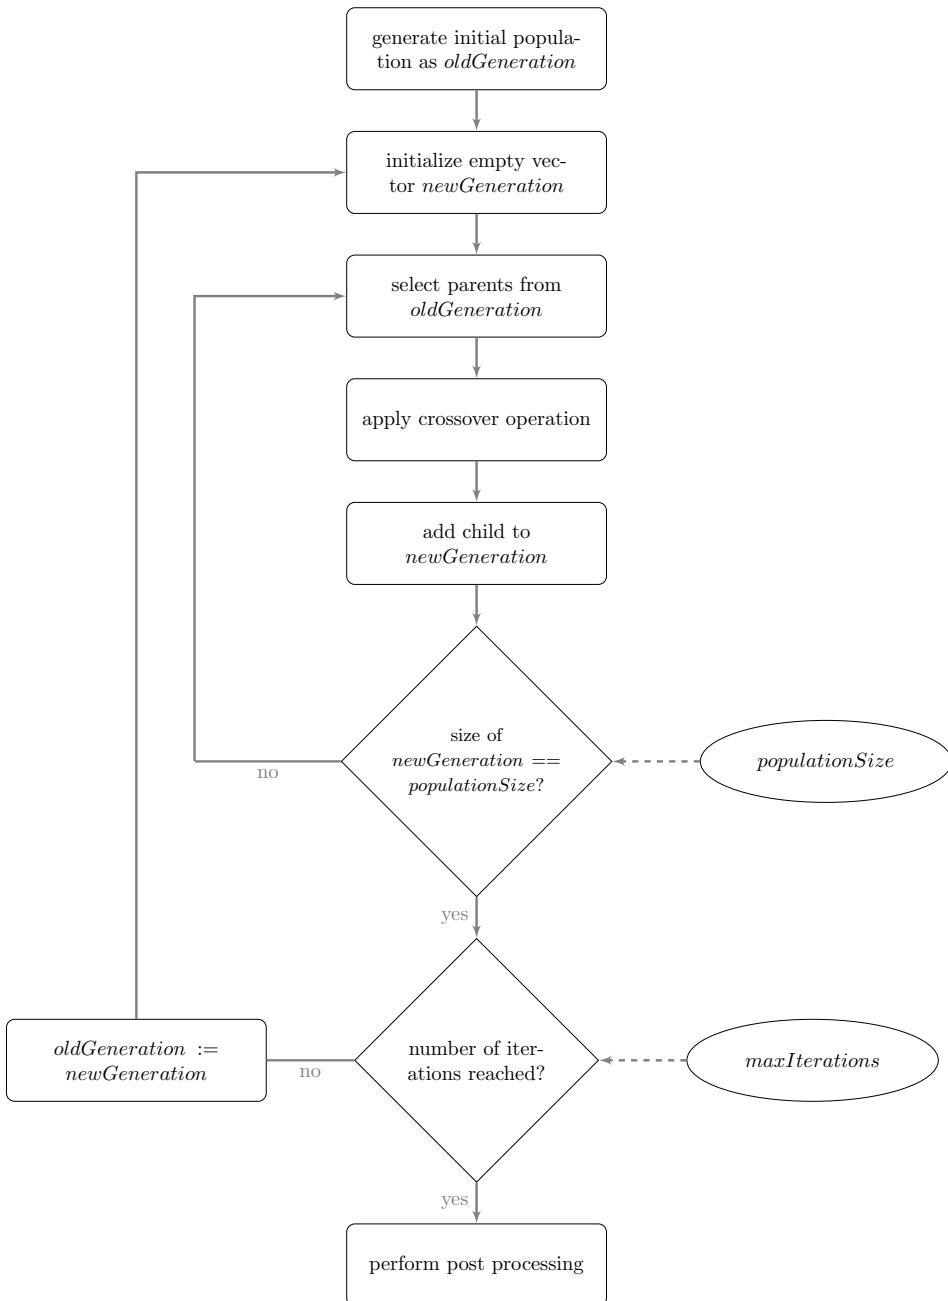 generate initial popula-
tion as oldGeneration
initialize empty vec-
tor newGeneration
select parents from
oldGeneration
apply crossover operation
add child to
newGeneration
size of
newGeneration ==
populationSize?
populationSize
no
yes
oldGeneration :=
newGeneration
no
number of iter-
ations reached?
maxIterations
yes
perform post processing